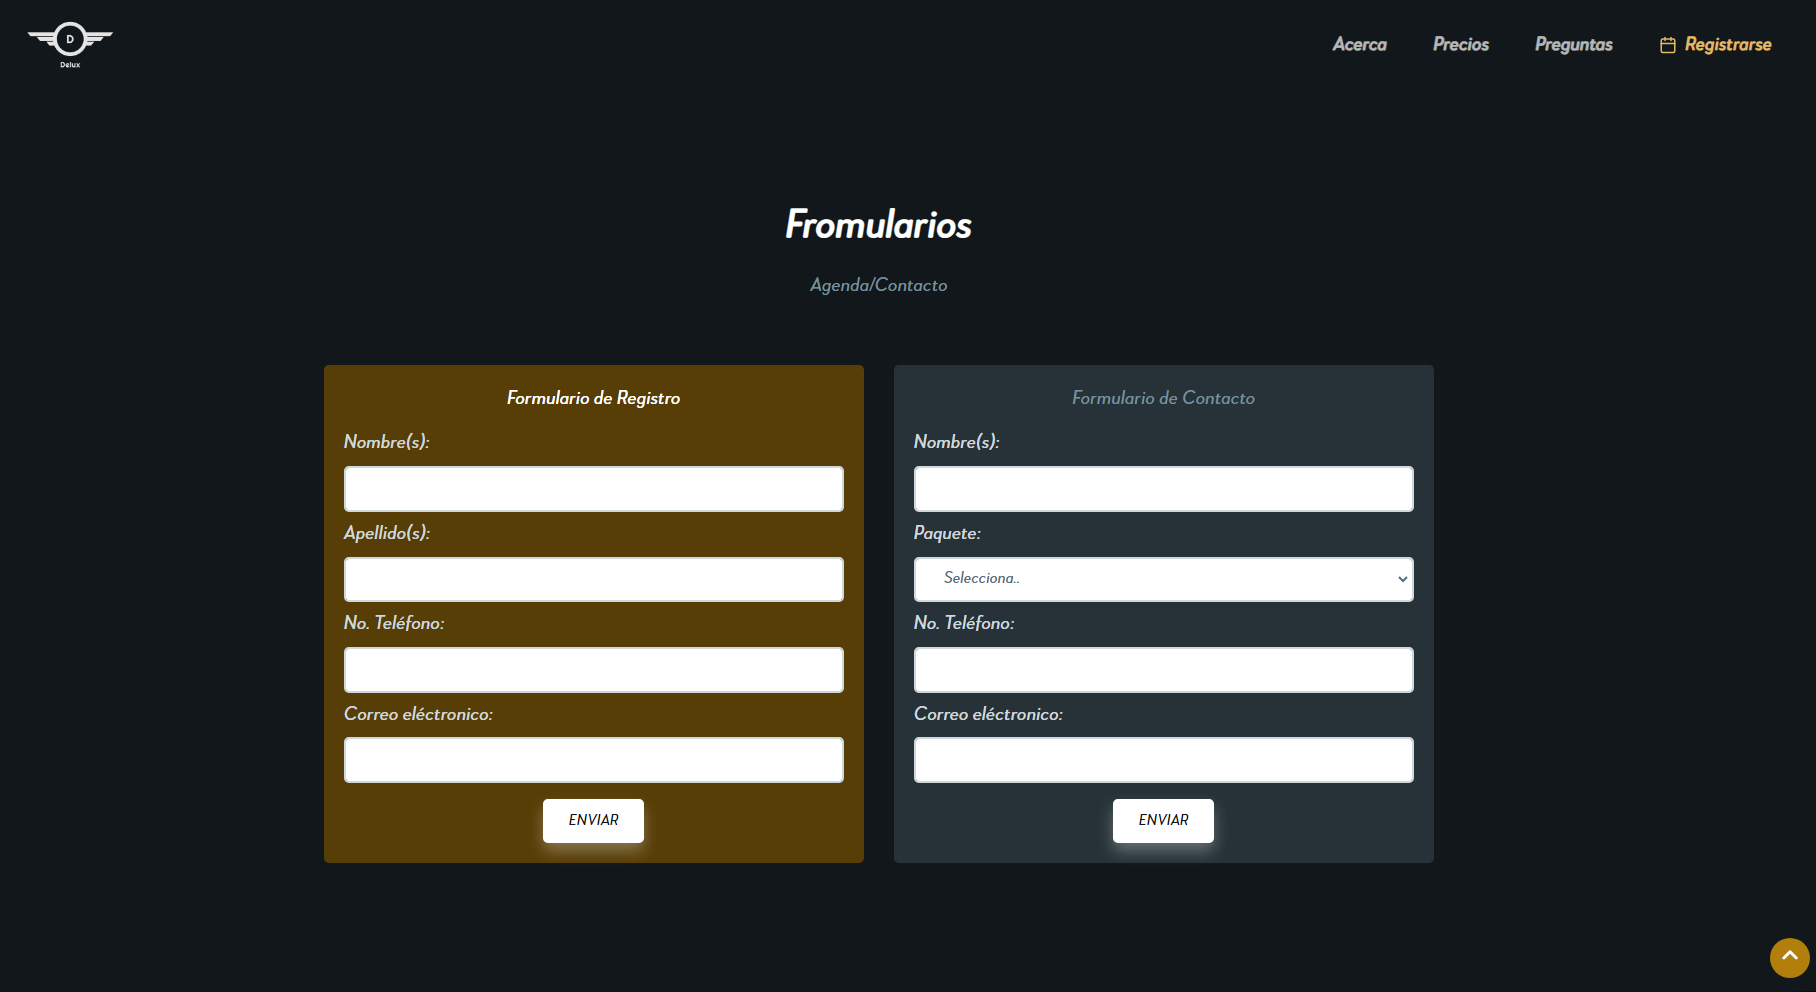 D
Delux
Acerca Precios Preguntas Registrarse
Fromularios
Agenda/Contacto
Formulario de Registro
Nombre(s):
Apellido(s):
No. Teléfono:
Correo eléctronico:
ENVIAR
Formulario de Contacto
Nombre(s):
Paquete:
Selecciona..
No. Teléfono:
Correo eléctronico:
ENVIAR